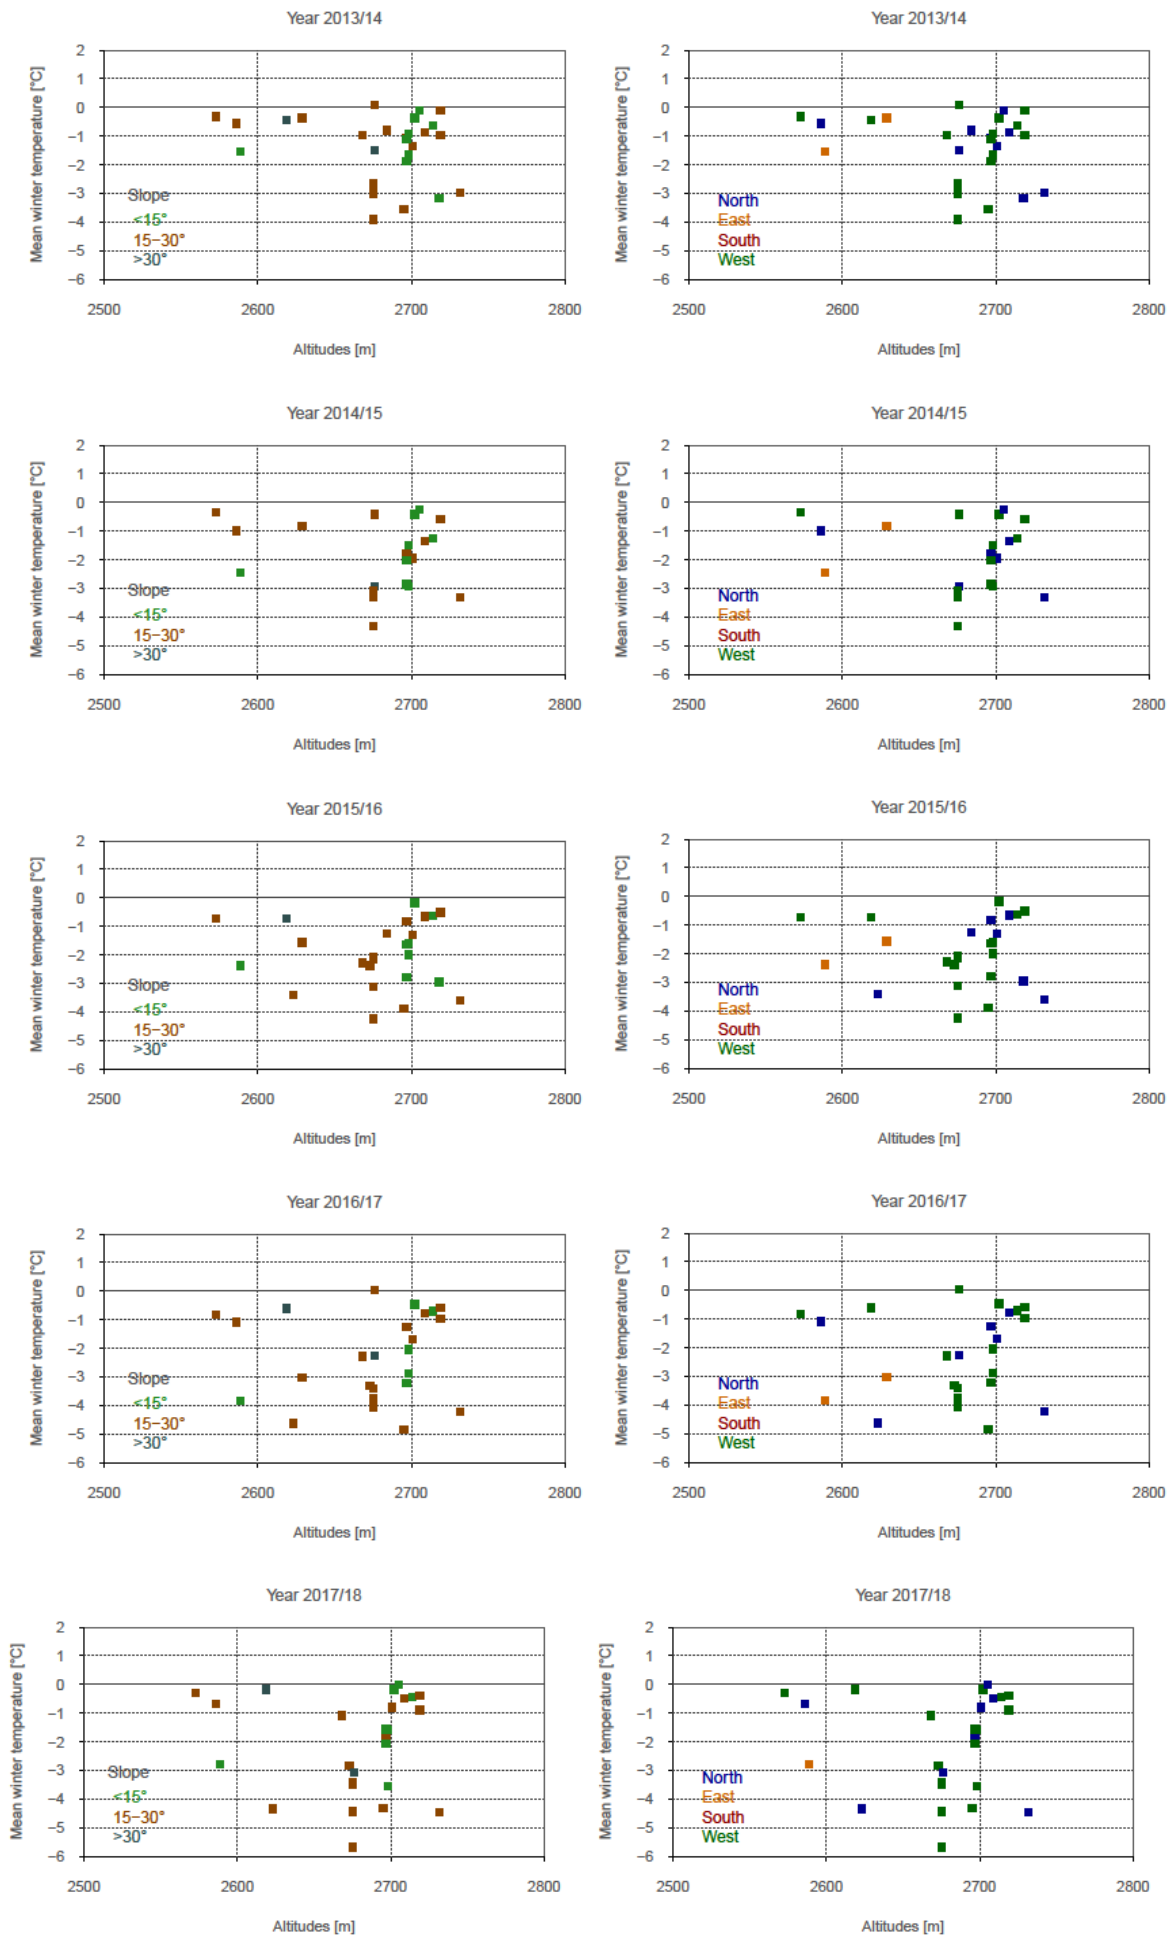 Year 2013/14
Mean winter temperature [°C]
2
1
0
−1
−2
−3
−4
−5
−6
Slope
<15°
15−30°
>30°
2500 2600 2700 2800
Altitudes [m]
Year 2013/14
Mean winter temperature [°C]
2
1
0
−1
−2
−3
−4
−5
−6
North
East
South
West
2500 2600 2700 2800
Altitudes [m]
Year 2014/15
Mean winter temperature [°C]
2
1
0
−1
−2
−3
−4
−5
−6
Slope
<15°
15−30°
>30°
2500 2600 2700 2800
Altitudes [m]
Year 2014/15
Mean winter temperature [°C]
2
1
0
−1
−2
−3
−4
−5
−6
North
East
South
West
2500 2600 2700 2800
Altitudes [m]
Year 2015/16
Mean winter temperature [°C]
2
1
0
−1
−2
−3
−4
−5
−6
Slope
<15°
15−30°
>30°
2500 2600 2700 2800
Altitudes [m]
Year 2015/16
Mean winter temperature [°C]
2
1
0
−1
−2
−3
−4
−5
−6
North
East
South
West
2500 2600 2700 2800
Altitudes [m]
Year 2016/17
Mean winter temperature [°C]
2
1
0
−1
−2
−3
−4
−5
−6
Slope
<15°
15−30°
>30°
2500 2600 2700 2800
Altitudes [m]
Year 2016/17
Mean winter temperature [°C]
2
1
0
−1
−2
−3
−4
−5
−6
North
East
South
West
2500 2600 2700 2800
Altitudes [m]
Year 2017/18
Mean winter temperature [°C]
2
1
0
−1
−2
−3
−4
−5
−6
Slope
<15°
15−30°
>30°
2500 2600 2700 2800
Altitudes [m]
Year 2017/18
Mean winter temperature [°C]
2
1
0
−1
−2
−3
−4
−5
−6
North
East
South
West
2500 2600 2700 2800
Altitudes [m]